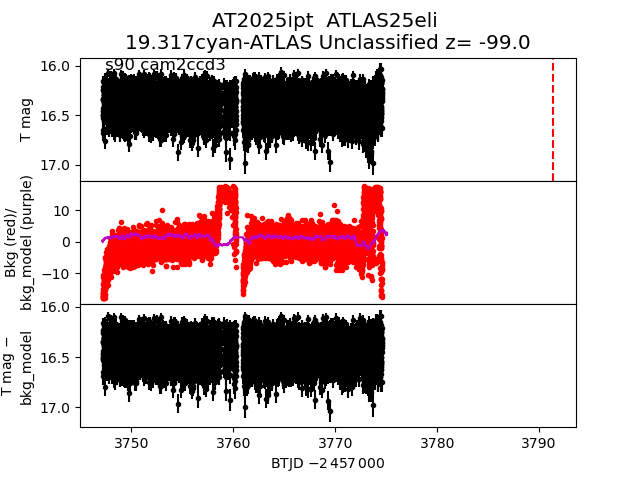 AT2025ipt  ATLAS25eli
19.317cyan-ATLAS Unclassified z= -99.0
s90 cam2ccd3
16.0
16.5
17.0
T mag
10
0
−10
Bkg (red)/
bkg_model (purple)
16.0
16.5
17.0
T mag −
bkg_model
3750
3760
3770
3780
3790
BTJD −2 457 000